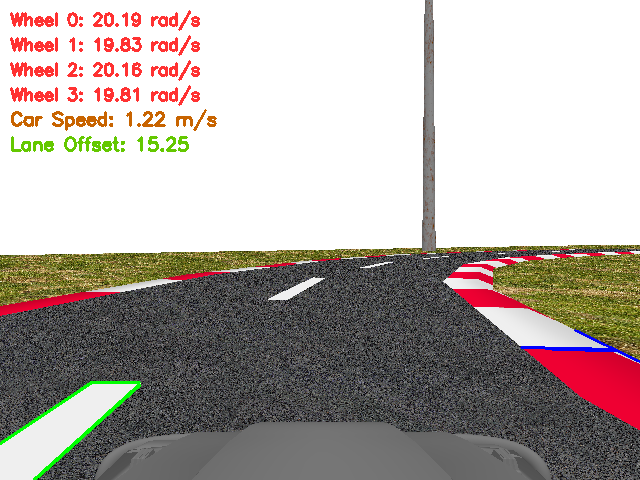 Wheel 0: 20.19 rad/s
Wheel 1: 19.83 rad/s
Wheel 2: 20.16 rad/s
Wheel 3: 19.81 rad/s
Car Speed: 1.22 m/s
Lane Offset: 15.25